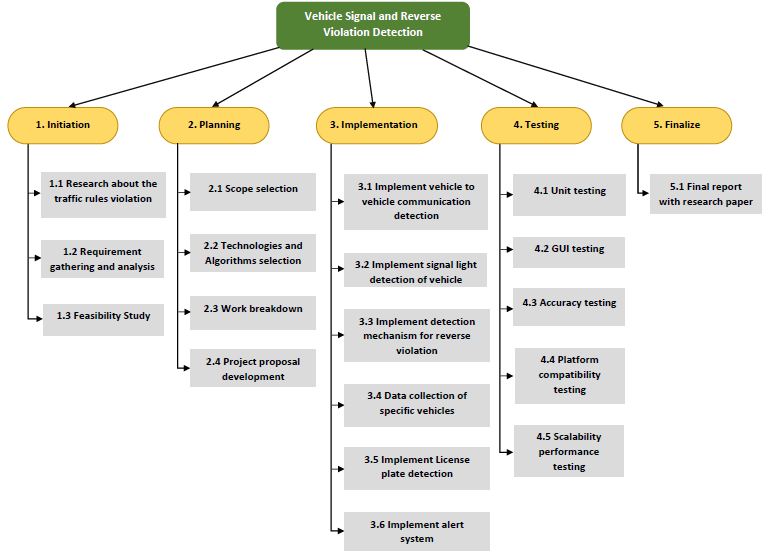 Vehicle Signal and Reverse
Violation Detection
1. Initiation
2. Planning
3. Implementation
4. Testing
5. Finalize
1.1 Research about the
traffic rules violation
1.2 Requirement
gathering and analysis
1.3 Feasibility Study
2.1 Scope selection
2.2 Technologies and
Algorithms selection
2.3 Work breakdown
2.4 Project proposal
development
3.1 Implement vehicle to
vehicle communication
detection
3.2 Implement signal light
detection of vehicle
3.3 Implement detection
mechanism for reverse
violation
3.4 Data collection of
specific vehicles
3.5 Implement License
plate detection
3.6 Implement alert
system
4.1 Unit testing
4.2 GUI testing
4.3 Accuracy testing
4.4 Platform
compatibility
testing
4.5 Scalability
performance
testing
5.1 Final report
with research paper